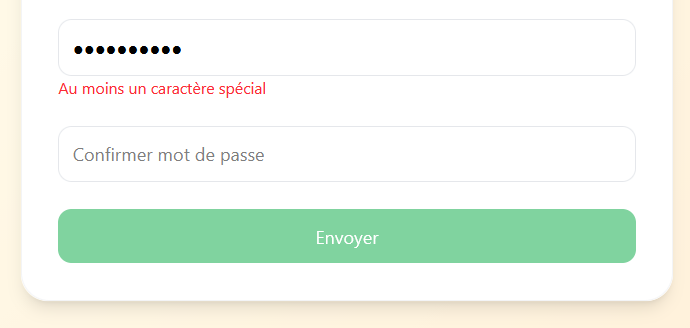 ••••••••••
Au moins un caractère spécial
Confirmer mot de passe
Envoyer